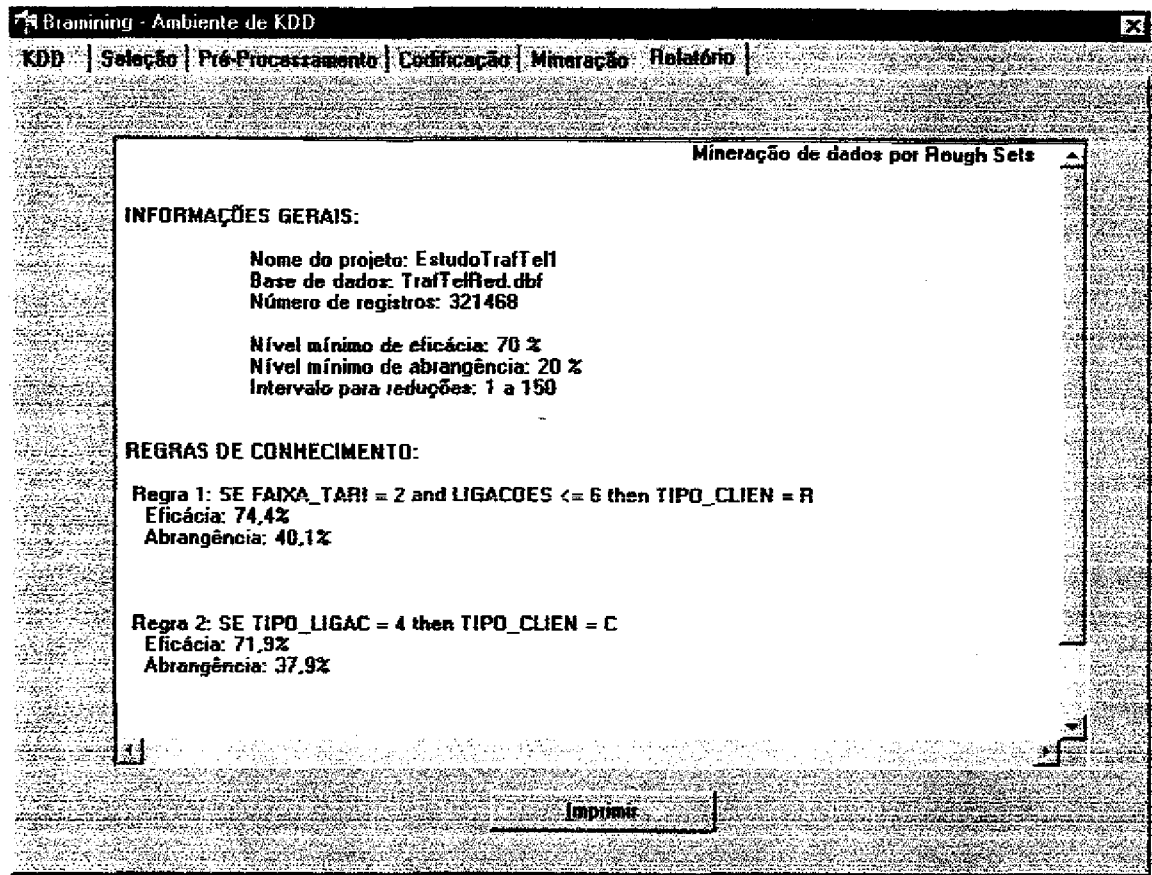 Bramining - Ambiente de KDD
KDD Seleção Pré-Processamento Codificação Mineração Relatório
Mineração de dados por Rough Sets
INFORMAÇÕES GERAIS:
Nome do projeto: EstudoTrafTel1
Base de dados: TrafTelRed.dbf
Número de registros: 321468
Nível mínimo de eficácia: 70 %
Nível mínimo de abrangência: 20 %
Intervalo para reduções: 1 a 150
REGRAS DE CONHECIMENTO:
Regra 1: SE FAIXA_TARI = 2 and LIGACOES <= 6 then TIPO_CLIEN = R
Eficácia: 74,4%
Abrangência: 40,1%
Regra 2: SE TIPO_LIGAC = 4 then TIPO_CLIEN = C
Eficácia: 71,9%
Abrangência: 37,9%
Imprimir